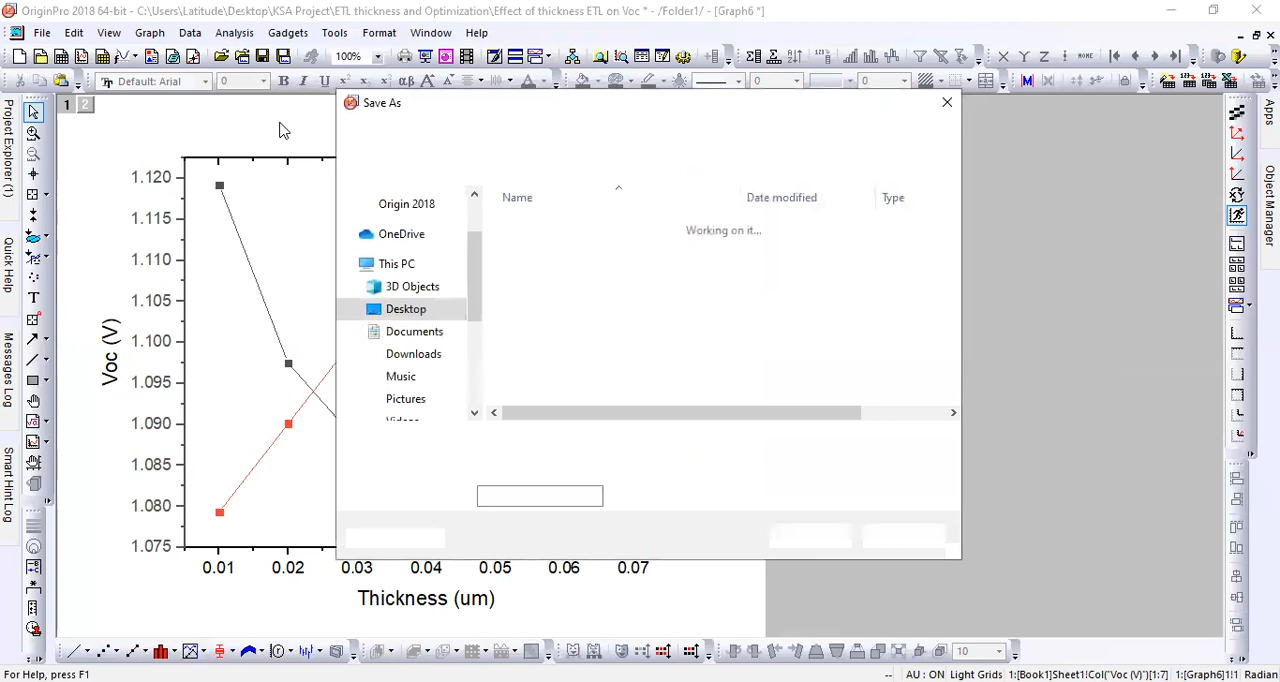 OriginPro 2018 64-bit - C:\Users\Latitude\Desktop\KSA Project\ETL thickness and Optimization\Effect of thickness ETL on Voc * - /Folder1/ - [Graph6 *]
File Edit View Graph Data Analysis Gadgets Tools Format Window Help
100%
HOME
Default: Arial 0 B I U αβ A A A 0 0
1 2
Project Explorer (1)
Quick Help
Messages Log
Smart Hint Log
Apps
Object Manager
Save As
Name Date modified Type
Working on it...
Origin 2018
OneDrive
This PC
3D Objects
Desktop
Documents
Downloads
Music
Pictures
Videos
1.120
1.115
1.110
1.105
1.100
1.095
1.090
1.085
1.080
1.075
Voc (V)
0.01 0.02 0.03 0.04 0.05 0.06 0.07
Thickness (um)
10
For Help, press F1
-- AU : ON Light Grids 1:[Book1]Sheet1!Col("Voc (V)")[1:7] 1:[Graph6]1!1 Radian